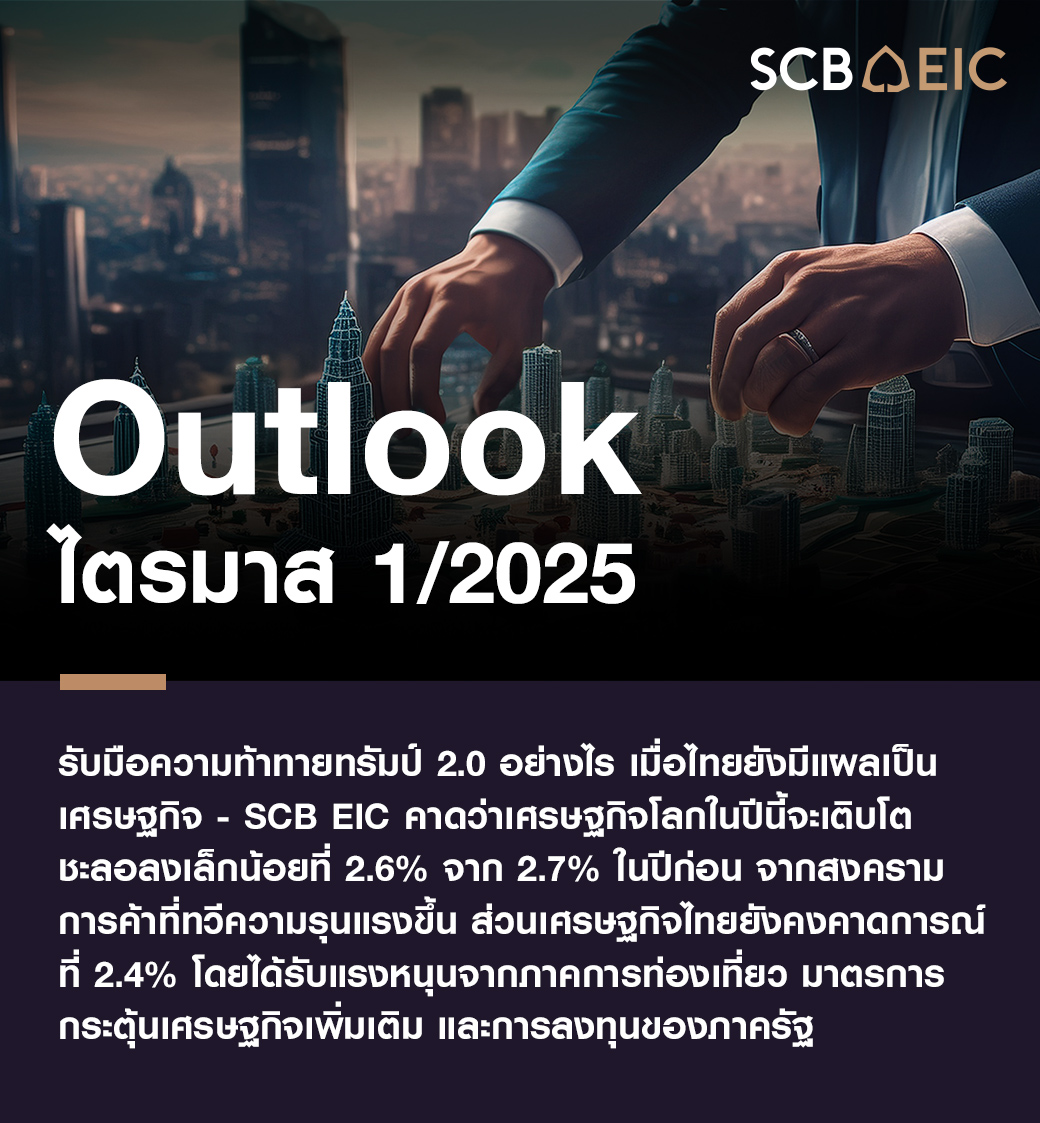 SCB EIC
Outlook
ไตรมาส 1/2025
รับมือความท้าทายทรัมป์ 2.0 อย่างไร เมื่อไทยยังมีแผลเป็น
เศรษฐกิจ - SCB EIC คาดว่าเศรษฐกิจโลกในปีนี้จะเติบโต
ชะลอลงเล็กน้อยที่ 2.6% จาก 2.7% ในปีก่อน จากสงคราม
การค้าที่ทวีความรุนแรงขึ้น ส่วนเศรษฐกิจไทยยังคงคาดการณ์
ที่ 2.4% โดยได้รับแรงหนุนจากภาคการท่องเที่ยว มาตรการ
กระตุ้นเศรษฐกิจเพิ่มเติม และการลงทุนของภาครัฐ